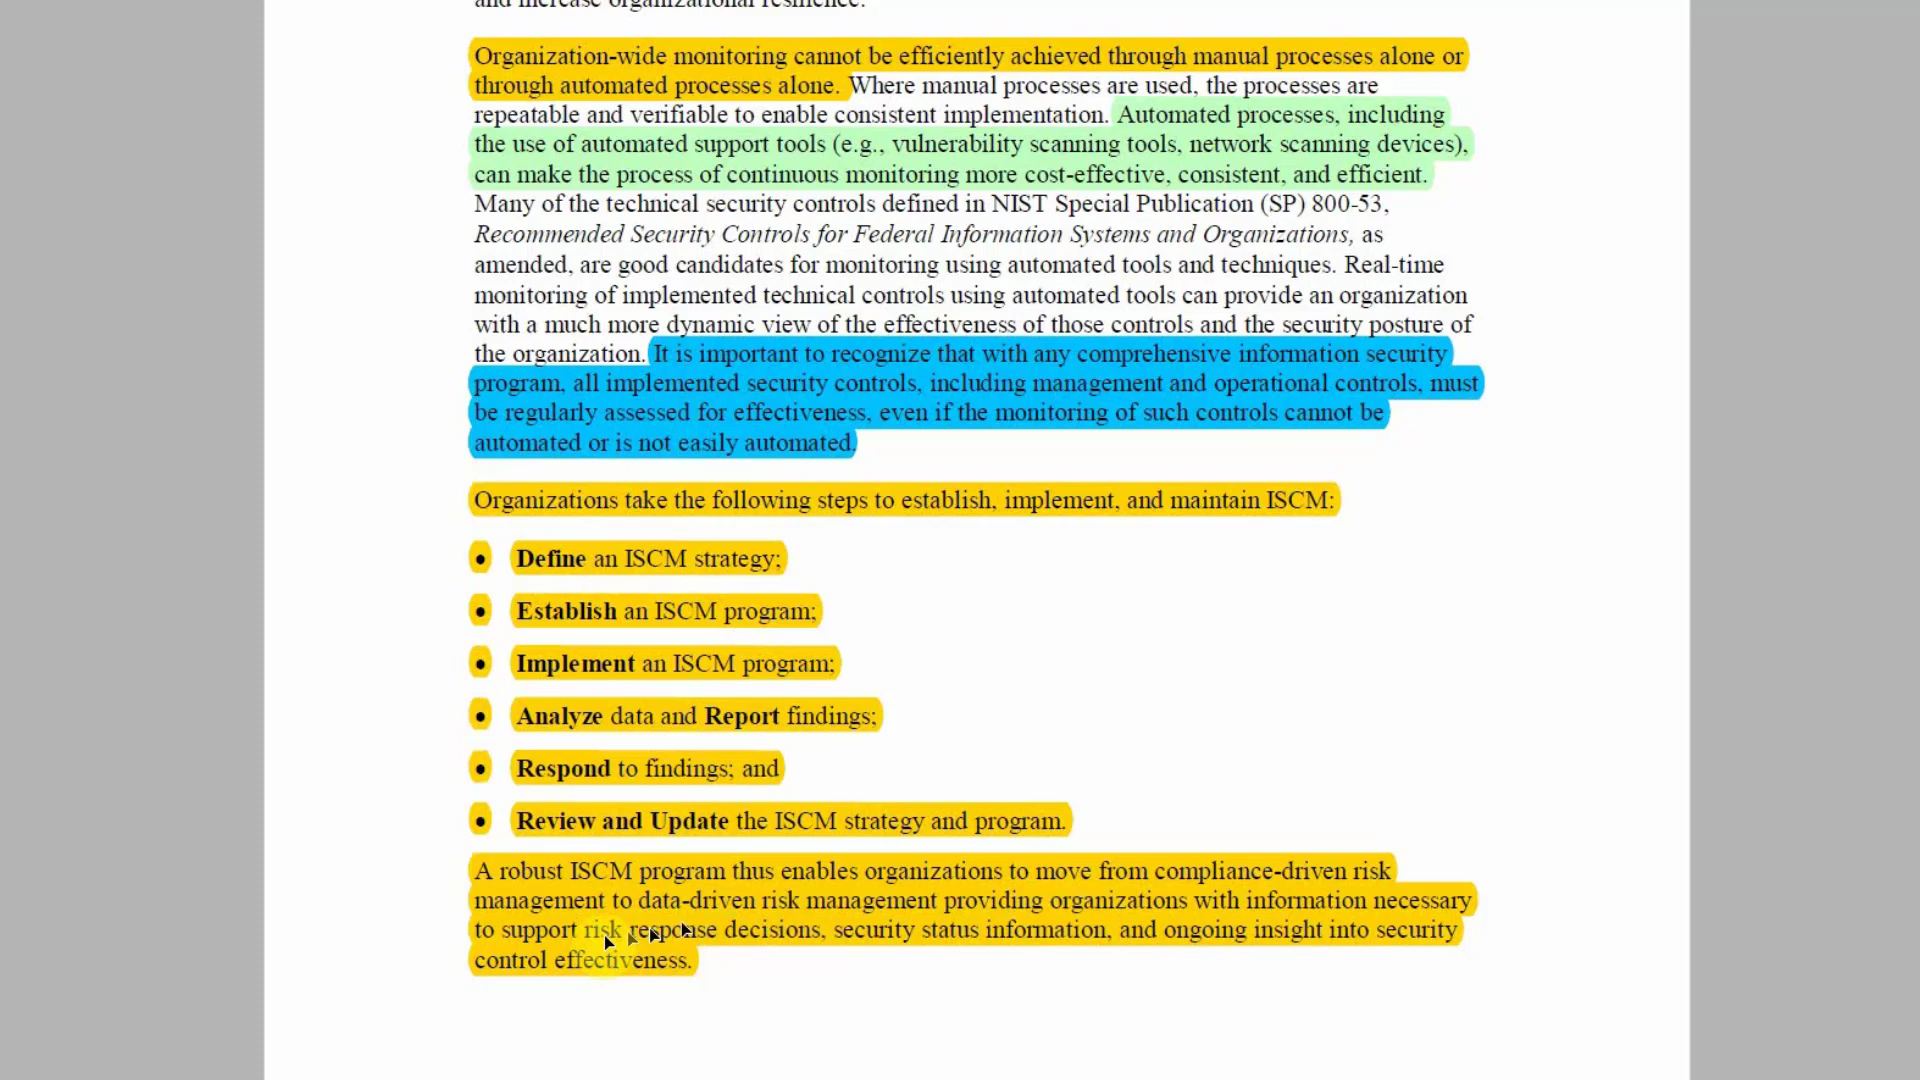 and increase organizational resilience.
Organization-wide monitoring cannot be efficiently achieved through manual processes alone or
through automated processes alone. Where manual processes are used, the processes are
repeatable and verifiable to enable consistent implementation. Automated processes, including
the use of automated support tools (e.g., vulnerability scanning tools, network scanning devices),
can make the process of continuous monitoring more cost-effective, consistent, and efficient.
Many of the technical security controls defined in NIST Special Publication (SP) 800-53,
Recommended Security Controls for Federal Information Systems and Organizations, as
amended, are good candidates for monitoring using automated tools and techniques. Real-time
monitoring of implemented technical controls using automated tools can provide an organization
with a much more dynamic view of the effectiveness of those controls and the security posture of
the organization. It is important to recognize that with any comprehensive information security
program, all implemented security controls, including management and operational controls, must
be regularly assessed for effectiveness, even if the monitoring of such controls cannot be
automated or is not easily automated.
Organizations take the following steps to establish, implement, and maintain ISCM:
• Define an ISCM strategy;
• Establish an ISCM program;
• Implement an ISCM program;
• Analyze data and Report findings;
• Respond to findings; and
• Review and Update the ISCM strategy and program.
A robust ISCM program thus enables organizations to move from compliance-driven risk
management to data-driven risk management providing organizations with information necessary
to support risk response decisions, security status information, and ongoing insight into security
control effectiveness.